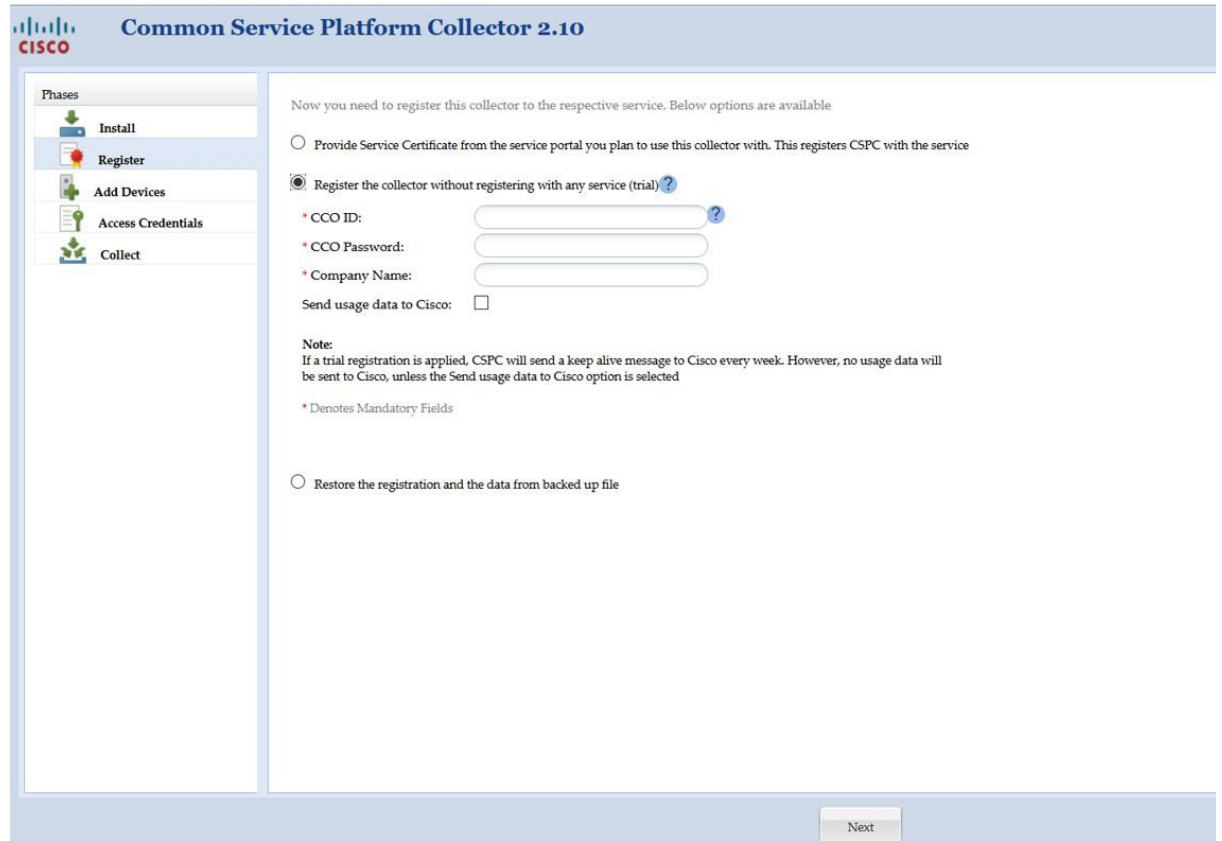 CISCO
Common Service Platform Collector 2.10
Phases
Install
Register
Add Devices
Access Credentials
Collect
Now you need to register this collector to the respective service. Below options are available
Provide Service Certificate from the service portal you plan to use this collector with. This registers CSPC with the service
Register the collector without registering with any service (trial) ?
* CCO ID: ?
* CCO Password:
* Company Name:
Send usage data to Cisco:
Note:
If a trial registration is applied, CSPC will send a keep alive message to Cisco every week. However, no usage data will
be sent to Cisco, unless the Send usage data to Cisco option is selected
* Denotes Mandatory Fields
Restore the registration and the data from backed up file
Next